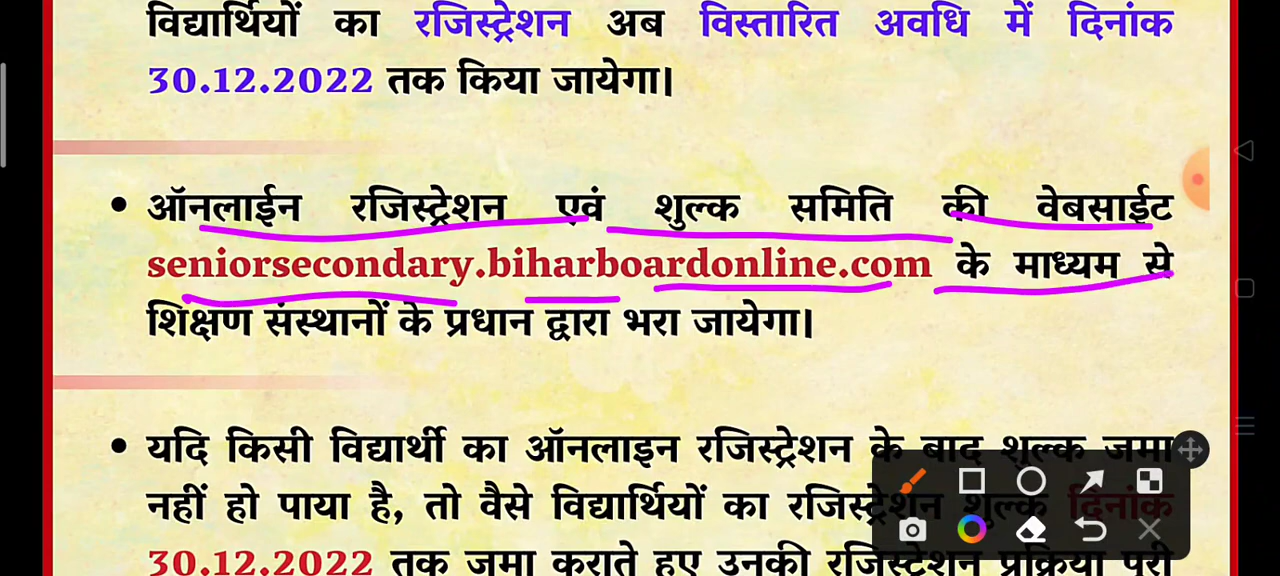 विद्यार्थियों का रजिस्ट्रेशन अब विस्तारित अवधि में दिनांक
30.12.2022 तक किया जायेगा।
• ऑनलाईन रजिस्ट्रेशन एवं शुल्क समिति की वेबसाईट
seniorsecondary.biharboardonline.com के माध्यम से
शिक्षण संस्थानों के प्रधान द्वारा भरा जायेगा।
• यदि किसी विद्यार्थी का ऑनलाइन रजिस्ट्रेशन के बाद शुल्क जमा
नहीं हो पाया है, तो वैसे विद्यार्थियों का रजिस्ट्रेशन शुल्क दिनांक
30.12.2022 तक जमा कराते हुए उनकी रजिस्ट्रेशन प्रक्रिया पूरी